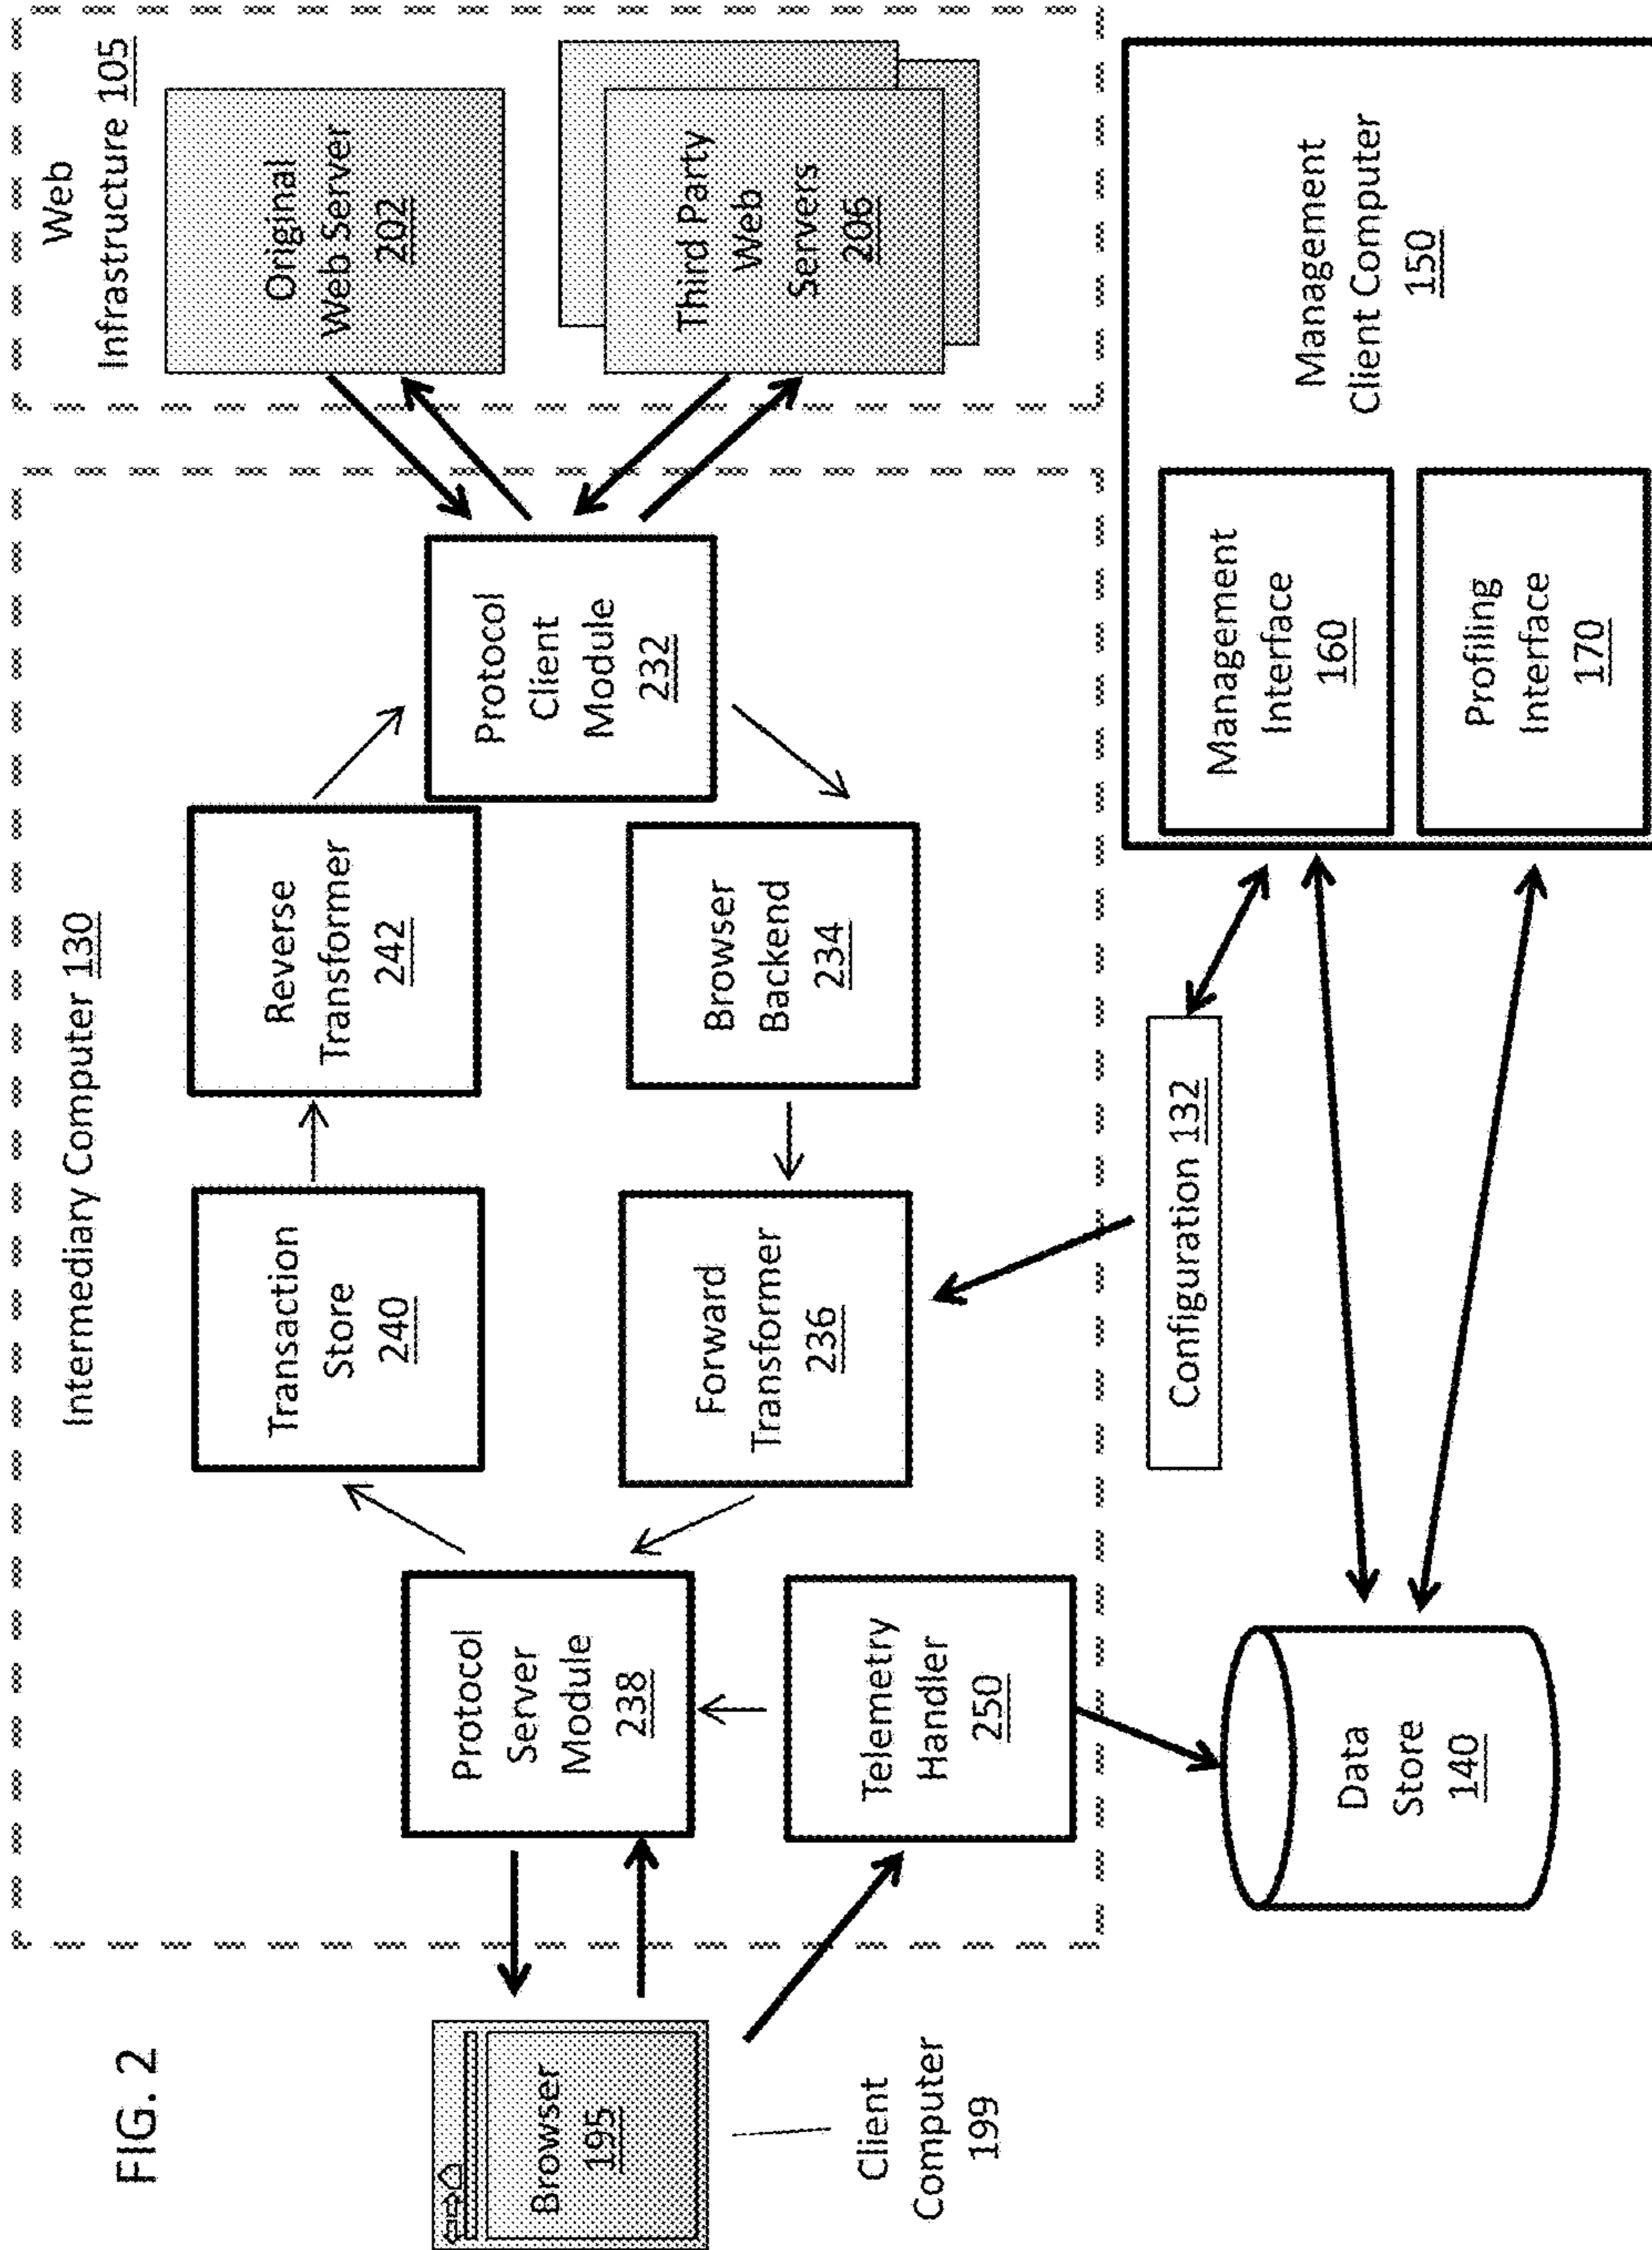 FIG. 2
Web
Infrastructure 105
Original
Web Server
202
Third Party
Web
Servers
206
Intermediary Computer 130
Protocol
Client
Module
232
Reverse
Transformer
242
Browser
Backend
234
Transaction
Store
240
Forward
Transformer
236
Protocol
Server
Module
238
Telemetry
Handler
250
Browser
195
Client
Computer
199
Configuration 132
Data
Store
140
Management
Client Computer
150
Management
Interface
160
Profiling
Interface
170